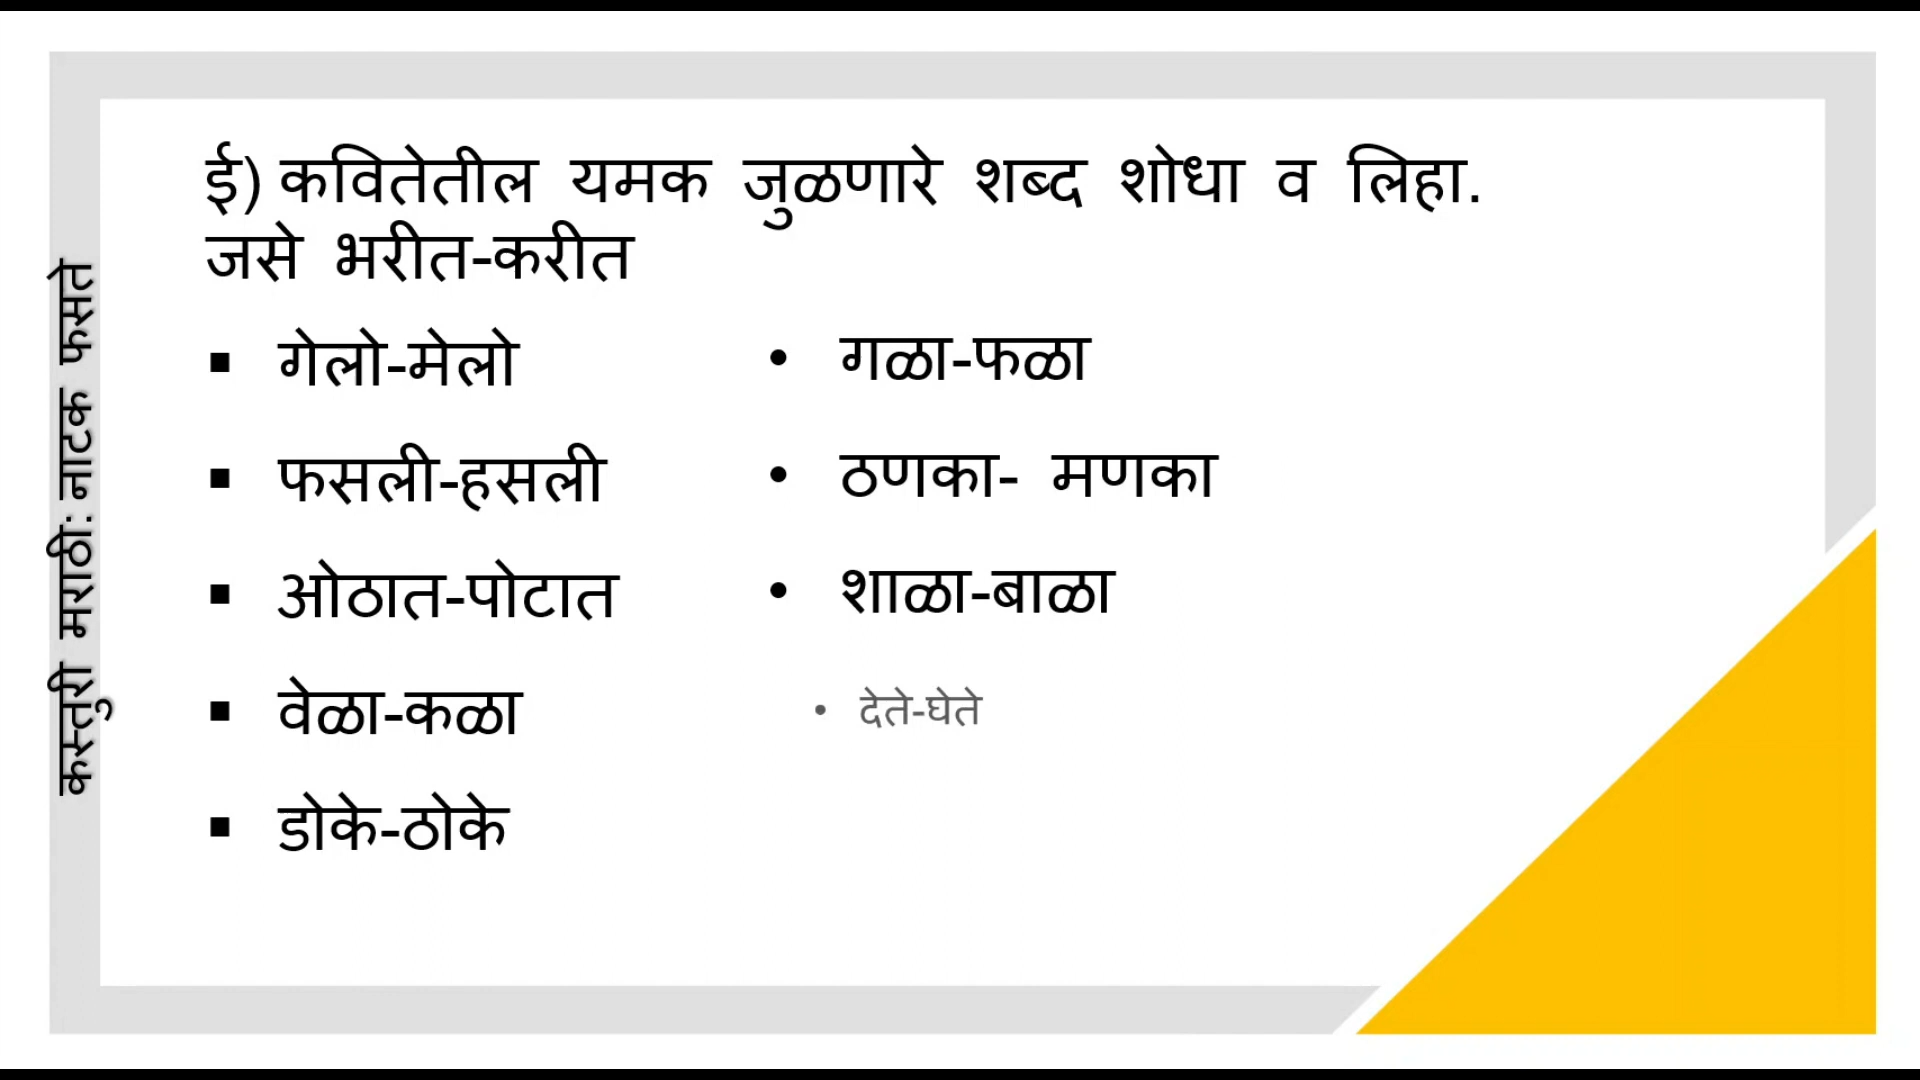 ई) कवितेतील यमक जुळणारे शब्द शोधा व लिहा.
जसे भरीत-करीत
▪ गेलो-मेलो
▪ फसली-हसली
▪ ओठात-पोटात
▪ वेळा-कळा
▪ डोके-ठोके
• गळा-फळा
• ठणका- मणका
• शाळा-बाळा
• देते-घेते
कस्तुरी मराठी: नाटक फसते